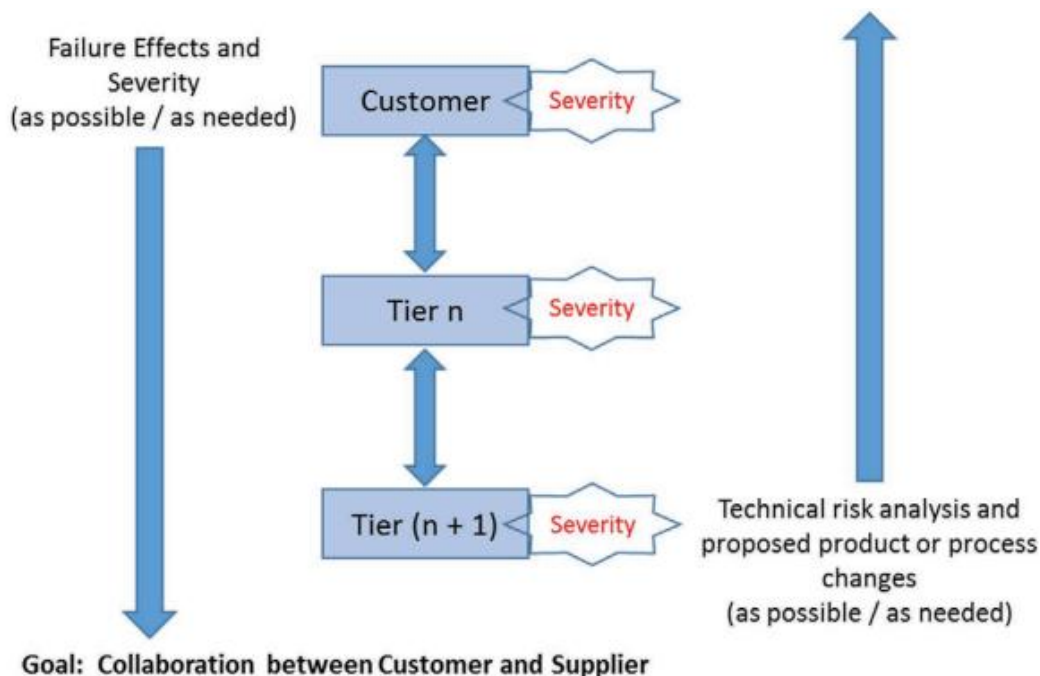 Failure Effects and
Severity
(as possible / as needed)
Customer
Severity
Tier n
Severity
Tier (n + 1)
Severity
Technical risk analysis and
proposed product or process
changes
(as possible / as needed)
Goal: Collaboration between Customer and Supplier